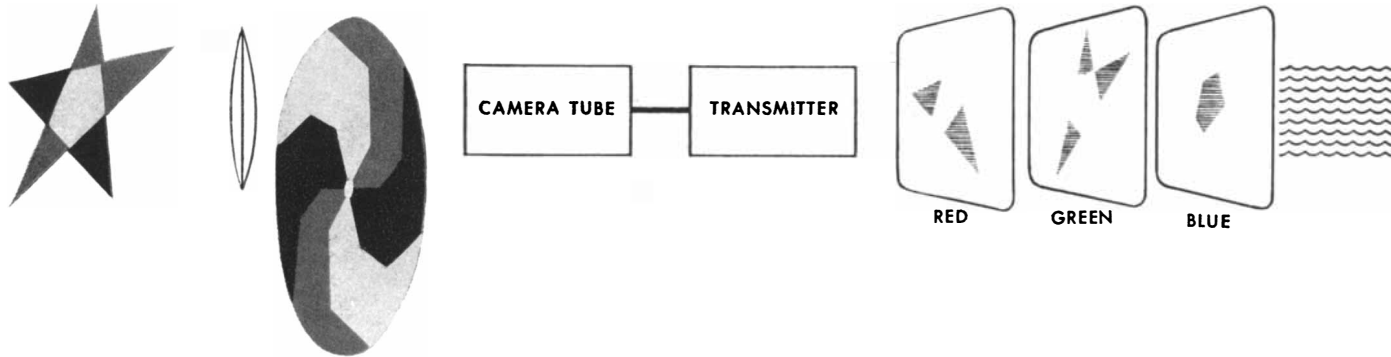 CAMERA TUBE
TRANSMITTER
RED
GREEN
BLUE